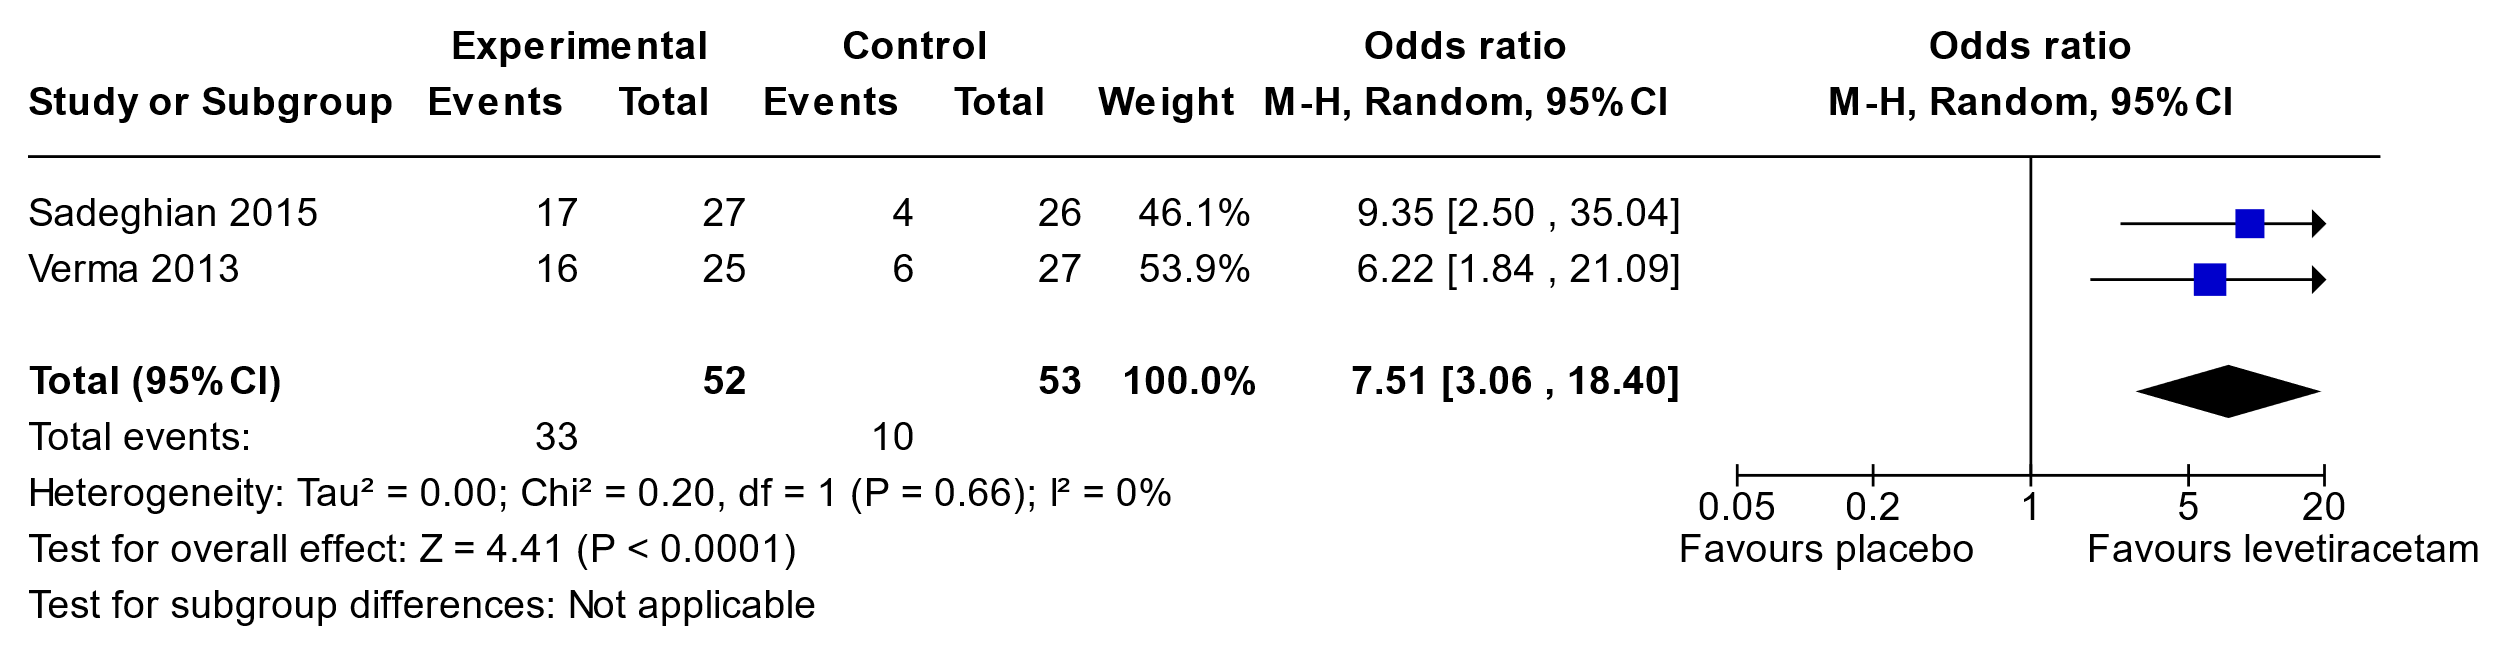 Experimental Control Odds ratio Odds ratio
Study or Subgroup Events Total Events Total Weight M-H, Random, 95% CI M-H, Random, 95% CI
Sadeghian 2015 17 27 4 26 46.1% 9.35 [2.50 , 35.04]
Verma 2013 16 25 6 27 53.9% 6.22 [1.84 , 21.09]
Total (95% CI) 52 53 100.0% 7.51 [3.06 , 18.40]
Total events: 33 10
Heterogeneity: Tau² = 0.00; Chi² = 0.20, df = 1 (P = 0.66); I² = 0%
0.05 0.2 1 5 20
Test for overall effect: Z = 4.41 (P < 0.0001)
Favours placebo Favours levetiracetam
Test for subgroup differences: Not applicable